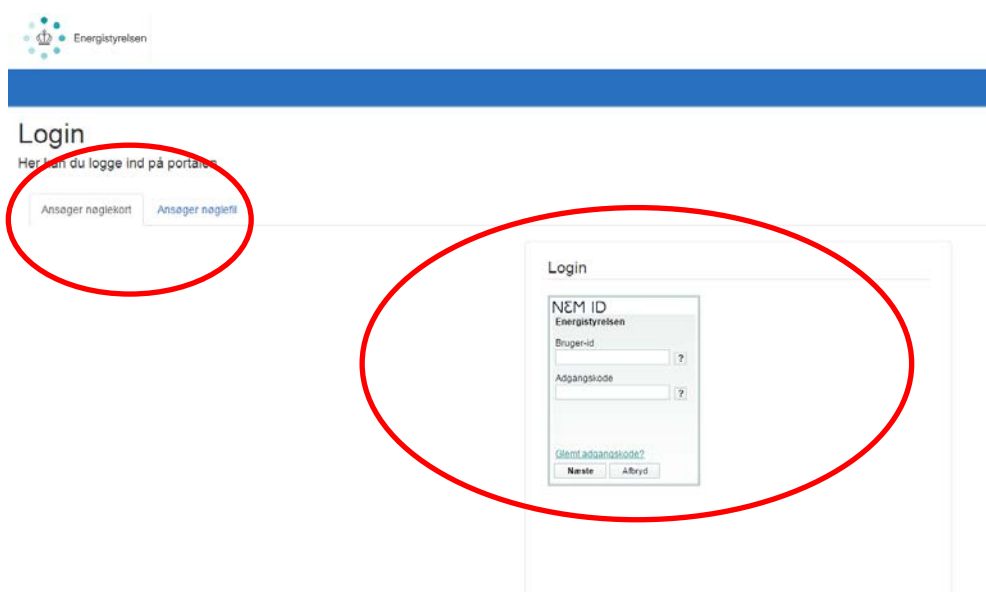 Energistyrelsen
Login
Her kan du logge ind på portalen
Ansøger nøglekort
Ansøger nøglefil
Login
NEM ID
Energistyrelsen
Bruger-id
?
Adgangskode
?
Glemt adgangskode?
Næste
Afbryd